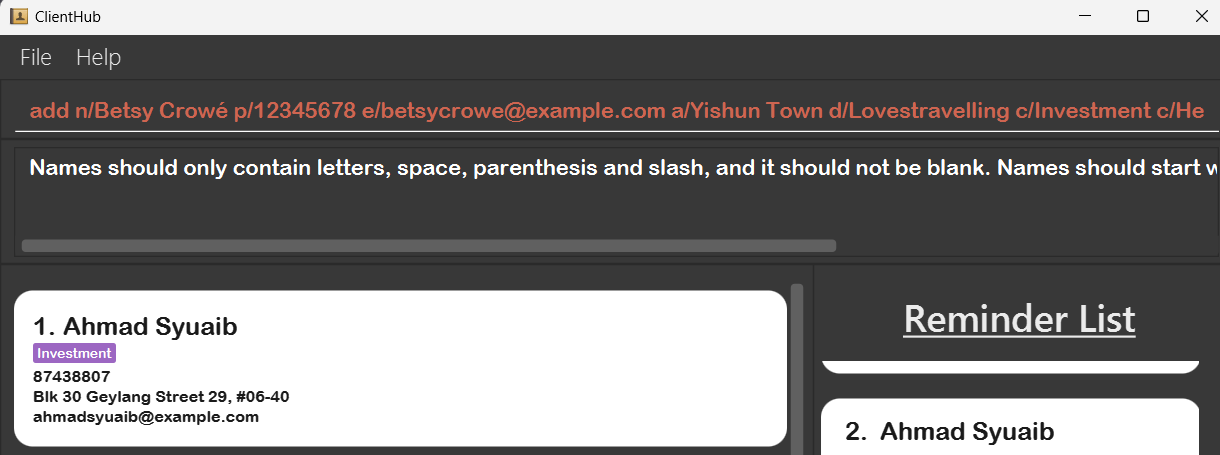 ClientHub
File Help
add n/Betsy Crowé p/12345678 e/betsycrowe@example.com a/Yishun Town d/Lovestravelling c/Investment c/He
Names should only contain letters, space, parenthesis and slash, and it should not be blank. Names should start w
1. Ahmad Syuaib
Investment
87438807
Blk 30 Geylang Street 29, #06-40
ahmadsyuaib@example.com
Reminder List
2. Ahmad Syuaib